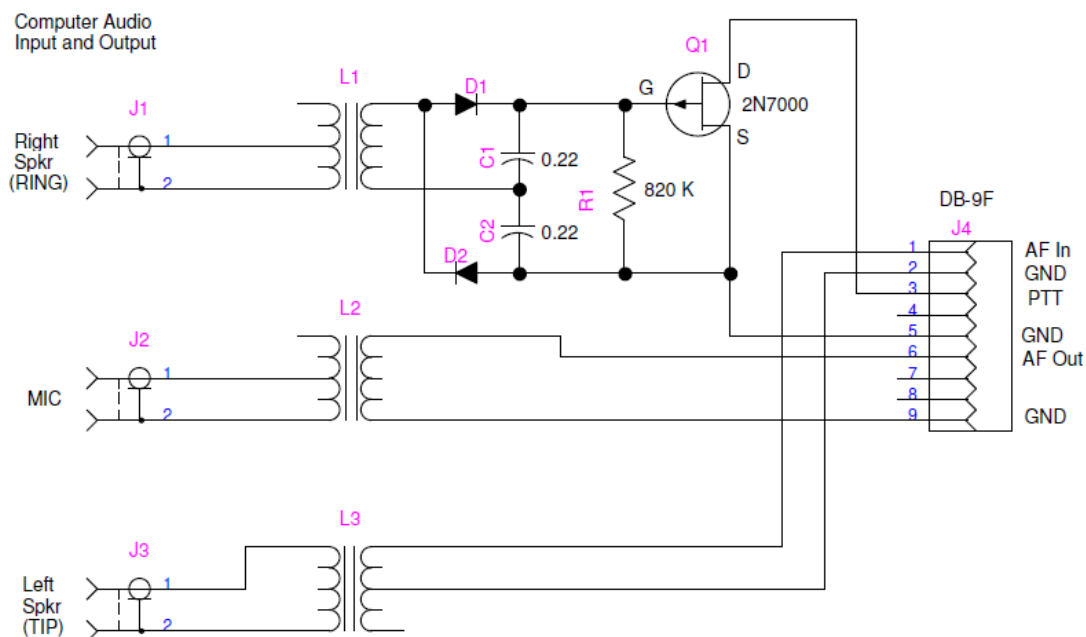 Computer Audio
Input and Output
L1
D1
Q1
G
D
2N7000
S
J1
1
2
Right
Spkr
(RING)
C1
0.22
C2
0.22
R1
820 K
D2
DB-9F
J4
1
AF In
2
GND
3
PTT
4
5
GND
6
AF Out
7
8
9
GND
L2
J2
1
2
MIC
L3
J3
1
2
Left
Spkr
(TIP)